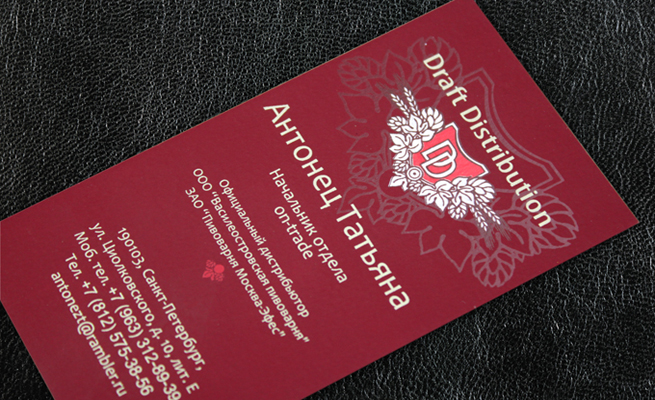 Draft Distribution
DD
Антонец Татьяна
Начальник отдела
on-trade
Официальный дистрибьютор
ООО "Василеостровская пивоварня"
ЗАО "Пивоварня Москва-Эфес"
190103, Санкт-Петербург,
ул. Циолковского, д. 10, лит. Е
Моб. тел. +7 (963) 312-89-39
Тел. +7 (812) 575-38-56
antonezt@rambler.ru